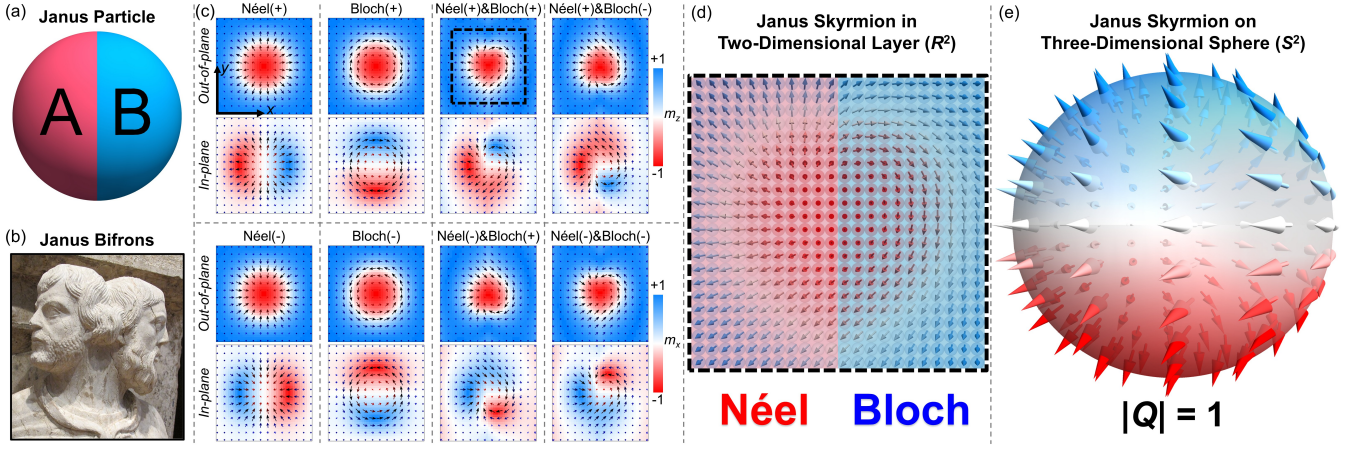 (a)
Janus Particle
A B
(b)
Janus Bifrons
(c)
Néel(+) Bloch(+) Néel(+)&Bloch(+) Néel(+)&Bloch(-)
Out-of-plane
y
x
In-plane
+1
m_z
-1
Néel(-) Bloch(-) Néel(-)&Bloch(+) Néel(-)&Bloch(-)
Out-of-plane
In-plane
+1
m_x
-1
(d)
Janus Skyrmion in
Two-Dimensional Layer (R²)
Néel Bloch
(e)
Janus Skyrmion on
Three-Dimensional Sphere (S²)
|Q| = 1